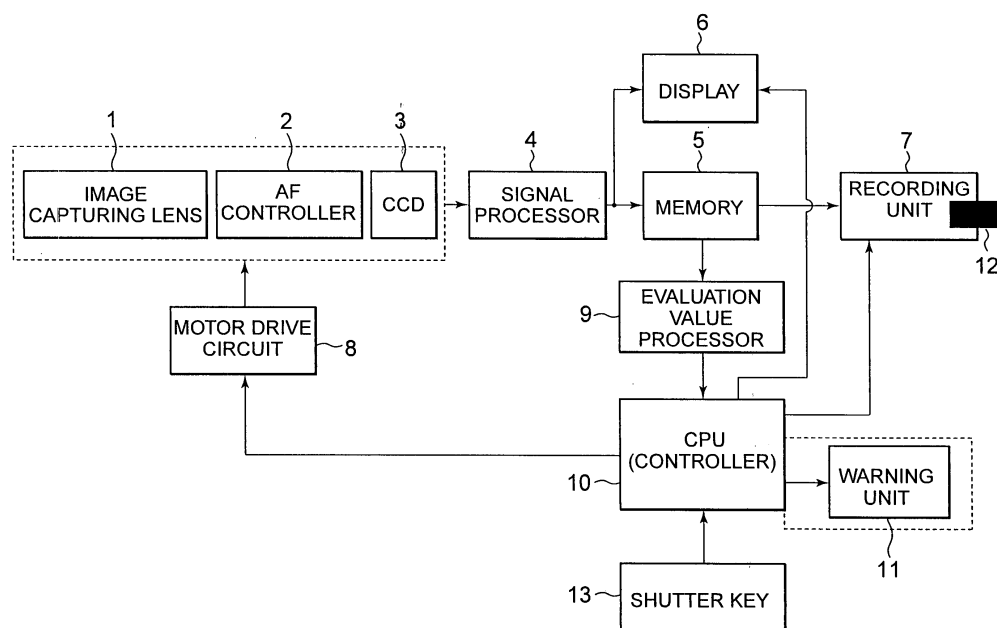 6
DISPLAY
1
2
3
4
5
7
IMAGE
CAPTURING LENS
AF
CONTROLLER
CCD
SIGNAL
PROCESSOR
MEMORY
RECORDING
UNIT
12
MOTOR DRIVE
CIRCUIT
8
9
EVALUATION
VALUE
PROCESSOR
CPU
(CONTROLLER)
10
WARNING
UNIT
11
13
SHUTTER KEY